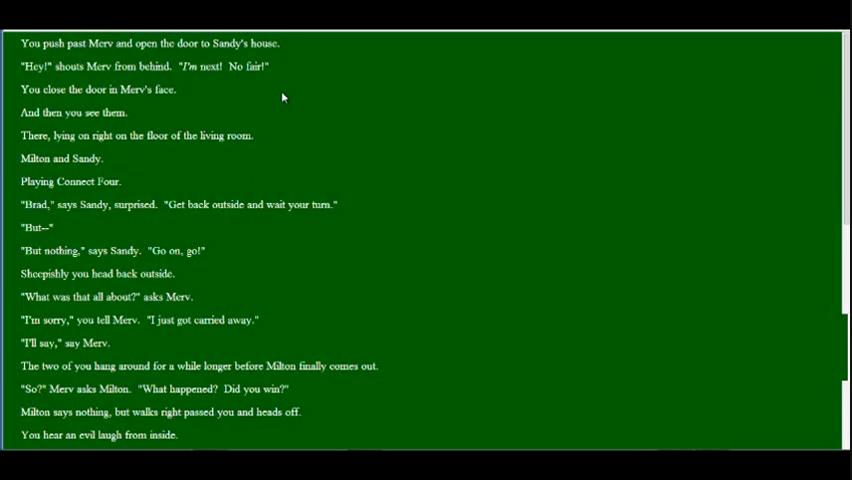 You push past Merv and open the door to Sandy's house.
"Hey!" shouts Merv from behind.  "I'm next!  No fair!"
You close the door in Merv's face.
And then you see them.
There, lying on right on the floor of the living room.
Milton and Sandy.
Playing Connect Four.
"Brad," says Sandy, surprised.  "Get back outside and wait your turn."
"But--"
"But nothing," says Sandy.  "Go on, go!"
Sheepishly you head back outside.
"What was that all about?" asks Merv.
"I'm sorry," you tell Merv.  "I just got carried away."
"I'll say," say Merv.
The two of you hang around for a while longer before Milton finally comes out.
"So?" Merv asks Milton.  "What happened?  Did you win?"
Milton says nothing, but walks right passed you and heads off.
You hear an evil laugh from inside.